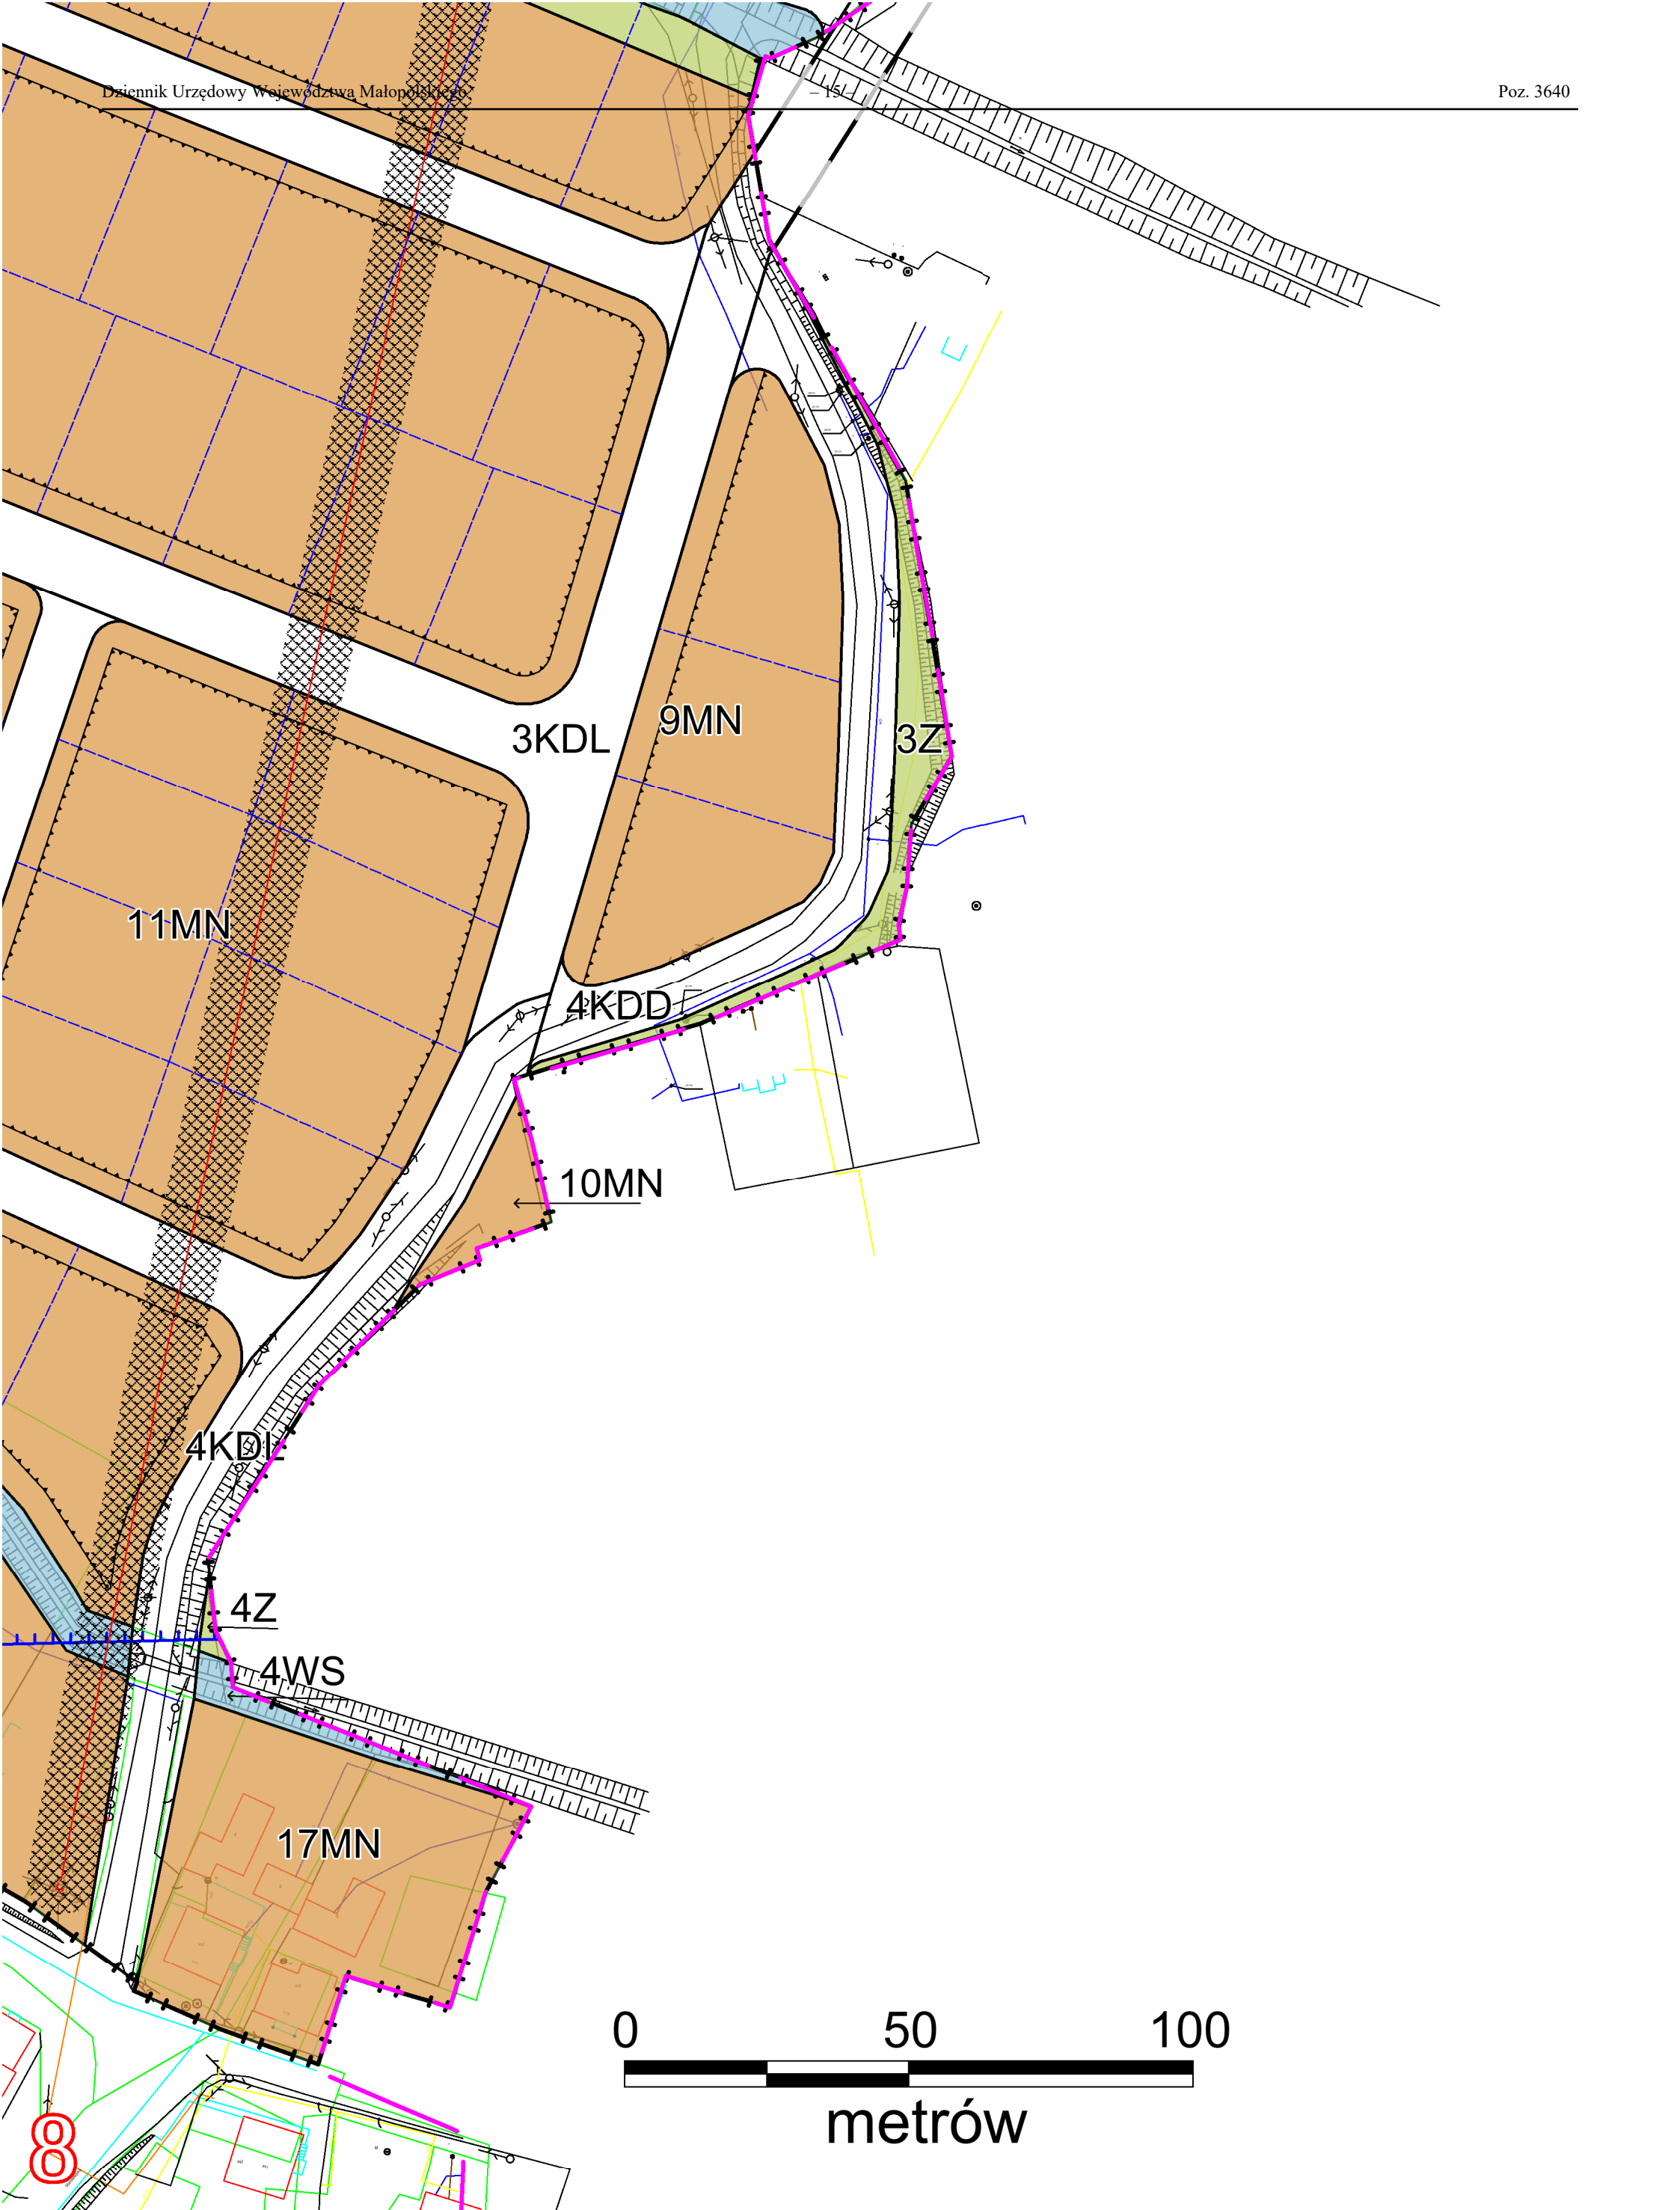 Dziennik Urzędowy Województwa Małopolskiego – 15 – Poz. 3640
9MN
3KDL
3Z
11MN
4KDD
10MN
4KDL
4Z
4WS
17MN
0 50 100
metrów
8